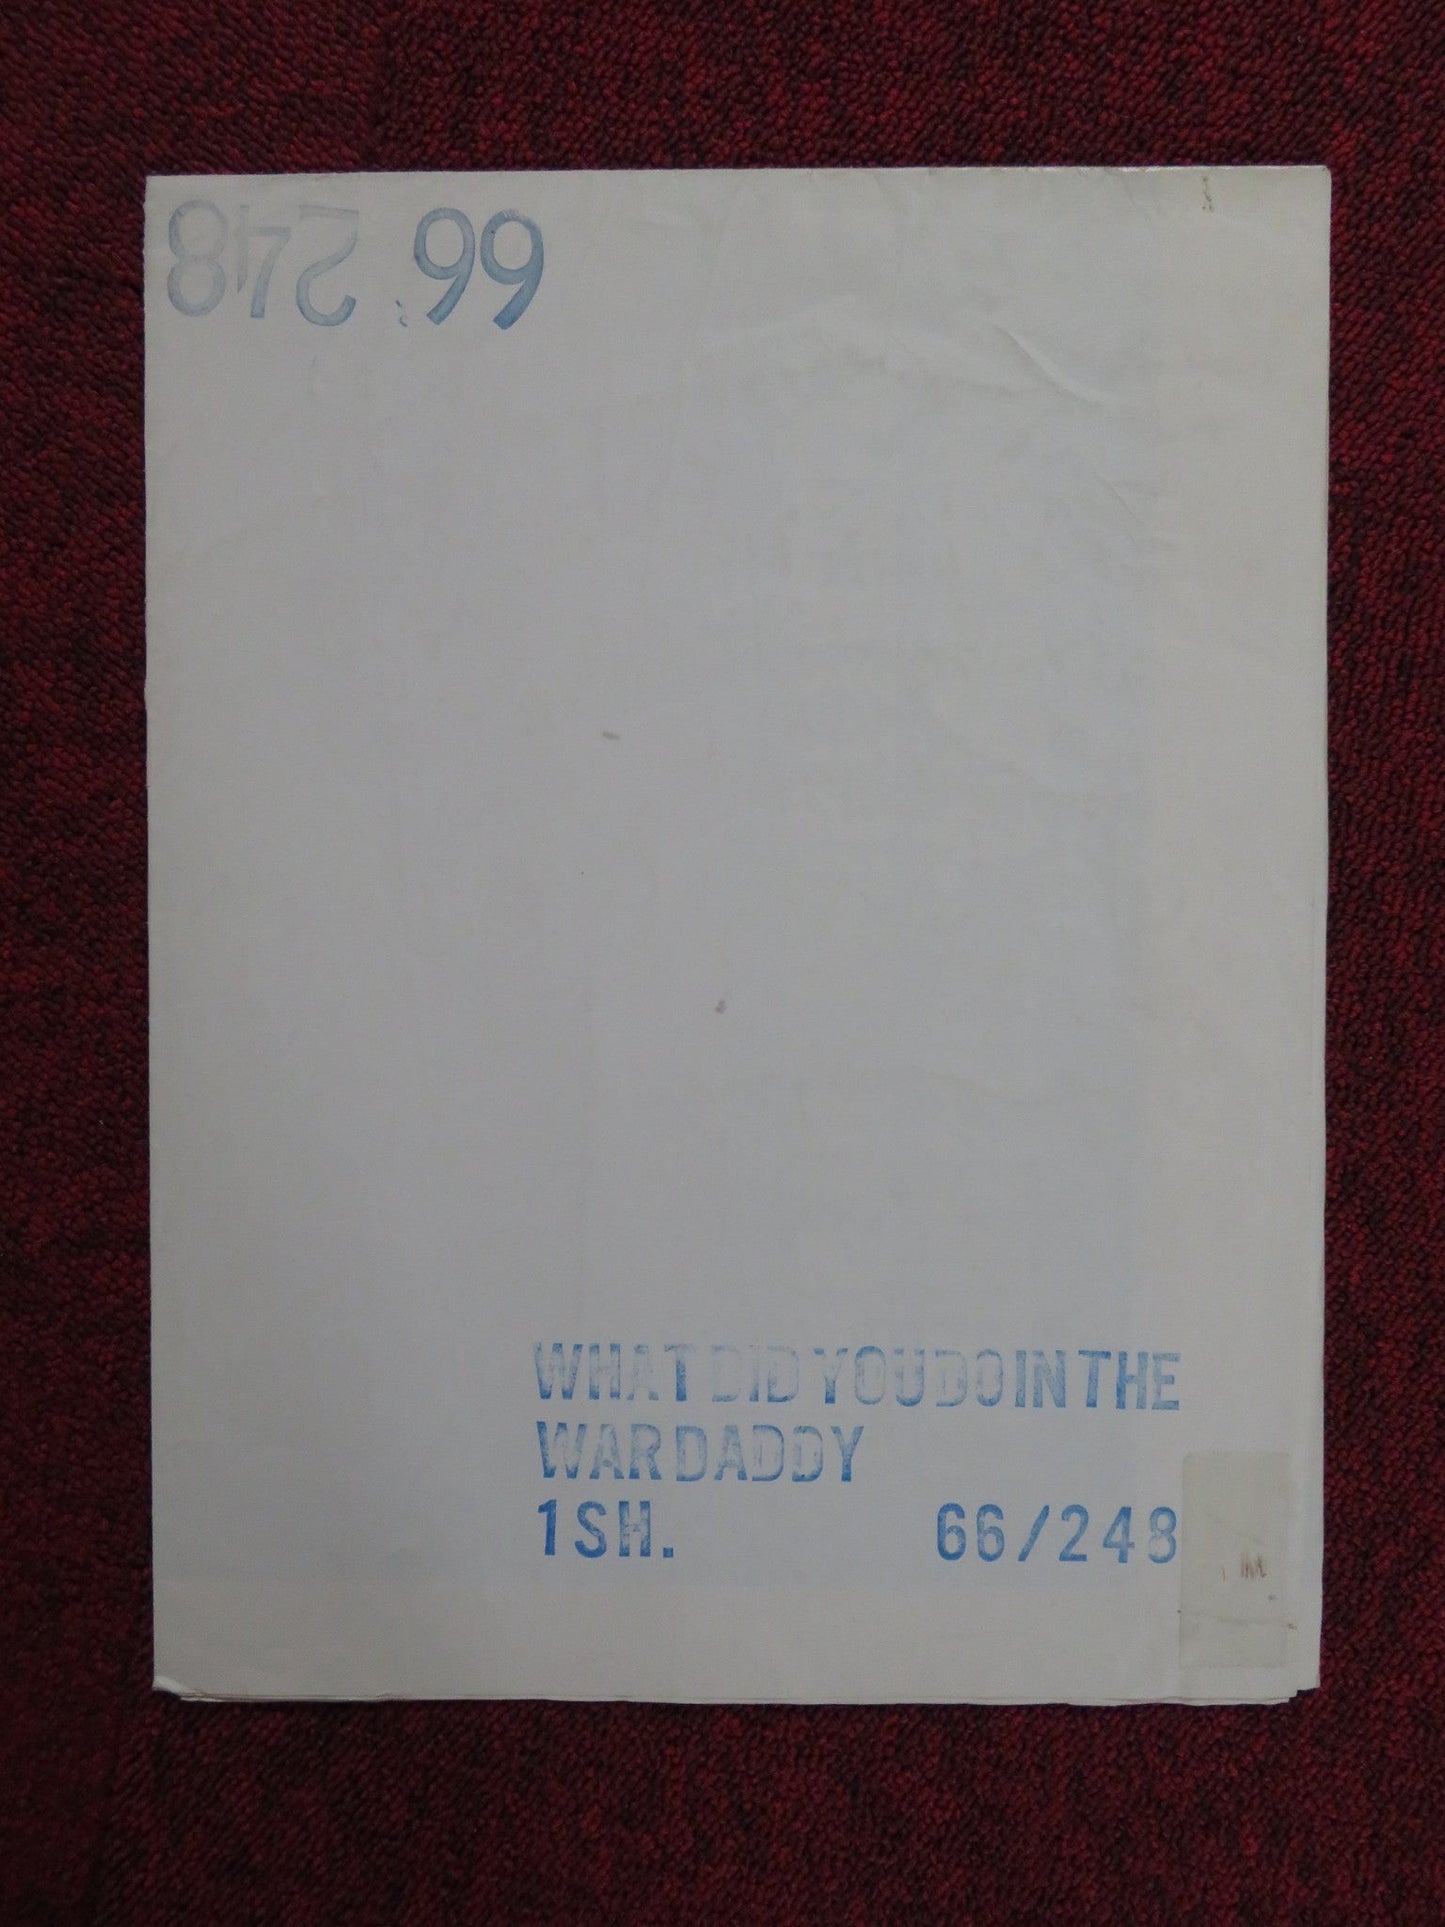 66 248
WHAT DID YOU DO IN THE
WAR DADDY
1SH. 66/248